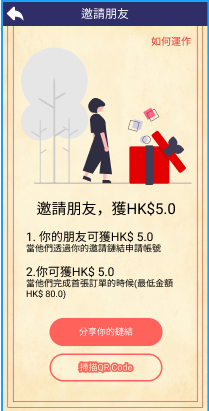 邀請朋友
如何運作
邀請朋友，獲HK$5.0
1. 你的朋友可獲HK$ 5.0
當他們透過你的邀請鏈結申請帳號
2.你可獲HK$ 5.0
當他們完成首張訂單的時候(最低金額
HK$ 80.0)
分享你的鏈結
掃描QR Code